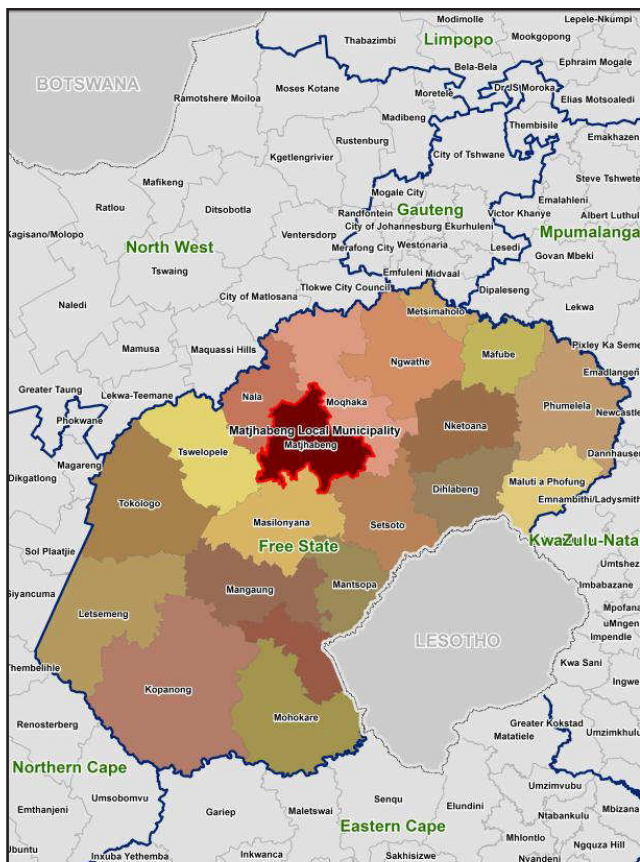 Lepele-Nkumpi
Modimolle
Thabazimbi
Limpopo
Mookgopong
Bela-Bela
Ephraim Mogale
BOTSWANA
Moses Kotane
Moretele
Dr JS Moroka
Elias Motsoaledi
Ramotshere Moiloa
Madibeng
Thembisile
Rustenburg
Emakhazen
City of Tshwane
Kgetlengrivier
Steve Tshwete
Mafikeng
Mogale City
Emalahleni
Ratlou
Ditsobotla
Randfontein
Gauteng
Victor Khanye
Albert Luthul
City of Johannesburg
Ekurhuleni
Kagisano/Molopo
Ventersdorp
Mpumalanga
North West
Merafong City
Westonaria
Lesedi
Govan Mbeki
Tswaing
Emfuleni
Midvaal
Tlokwe City Council
Dipaleseng
City of Matlosana
Naledi
Lekwa
Metsimaholo
Mamusa
Maquassi Hills
Pixley Ka Seme
Ngwathe
Mafube
Emadlangen
Greater Taung
Lekwa-Teemane
Nala
Moqhaka
Phumelela
Newcastle
Phokwane
Matjhabeng Local Municipality
Nketoana
Matjhabeng
Tswelopele
Dannhauser
Magareng
Dikgatlong
Dihlabeng
Maluti a Phofung
Tokologo
Emnambithi/Ladysmith
Masilonyana
Setsoto
Free State
KwaZulu-Natal
Sol Plaatjie
Umtshezi
Mangaung
Mantsopa
Imbabazane
Siyancuma
Mpofana
Letsemeng
uMngen
Impendle
LESOTHO
Thembelihle
Kwa Sani
Kopanong
Ingwe
Mohokare
Renosterberg
Greater Kokstad
Umzimkhulu
Matatiele
Northern Cape
Senqu
Umzimvubu
Umsobomvu
Maletswai
Elundini
Mbizana
Emthanjeni
Gariep
Ntabankulu
Eastern Cape
Mhlontlo
Ubuntu
Inkwanca
Ngquza Hill
Inxuba Yethemba
Sakhisizwe
Nyandeni